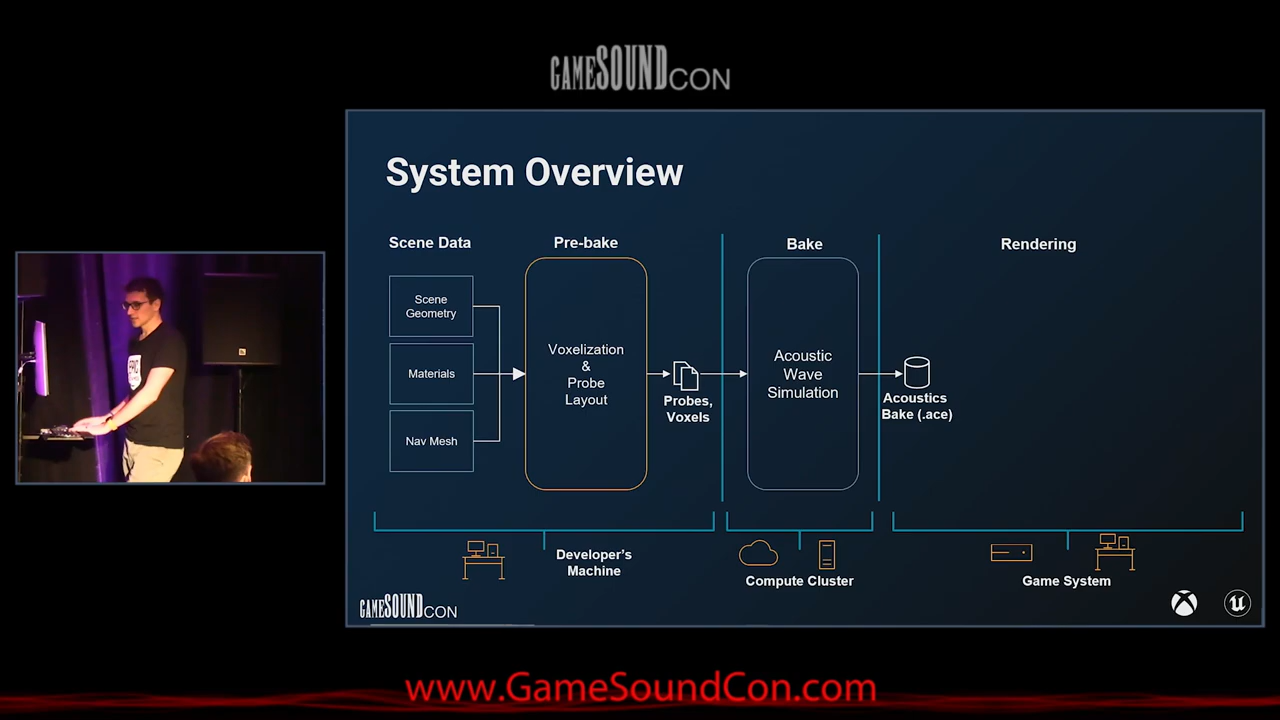 GAMESOUNDCON
System Overview
Scene Data
Pre-bake
Bake
Rendering
Scene
Geometry
Materials
Nav Mesh
Voxelization
&
Probe
Layout
Probes,
Voxels
Acoustic
Wave
Simulation
Acoustics
Bake (.ace)
Developer's
Machine
Compute Cluster
Game System
GAMESOUNDCON
www.GameSoundCon.com